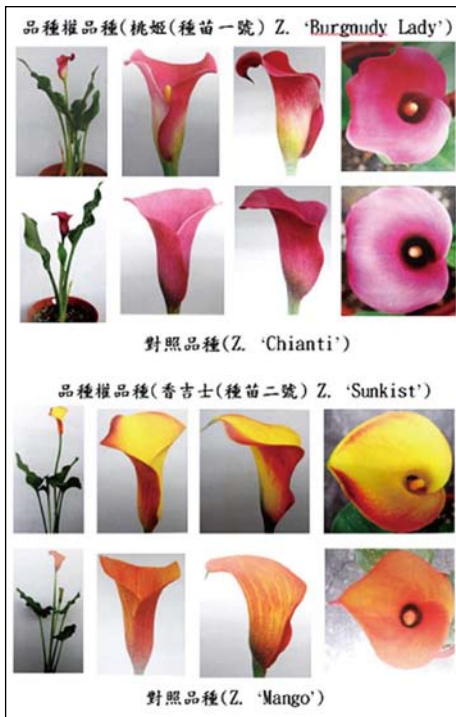 品種權品種(桃姬(種苗一號) Z. ‘Burgnudy Lady’)
對照品種(Z. ‘Chianti’)
品種權品種(香吉士(種苗二號) Z. ‘Sunkist’)
對照品種(Z. ‘Mango’)